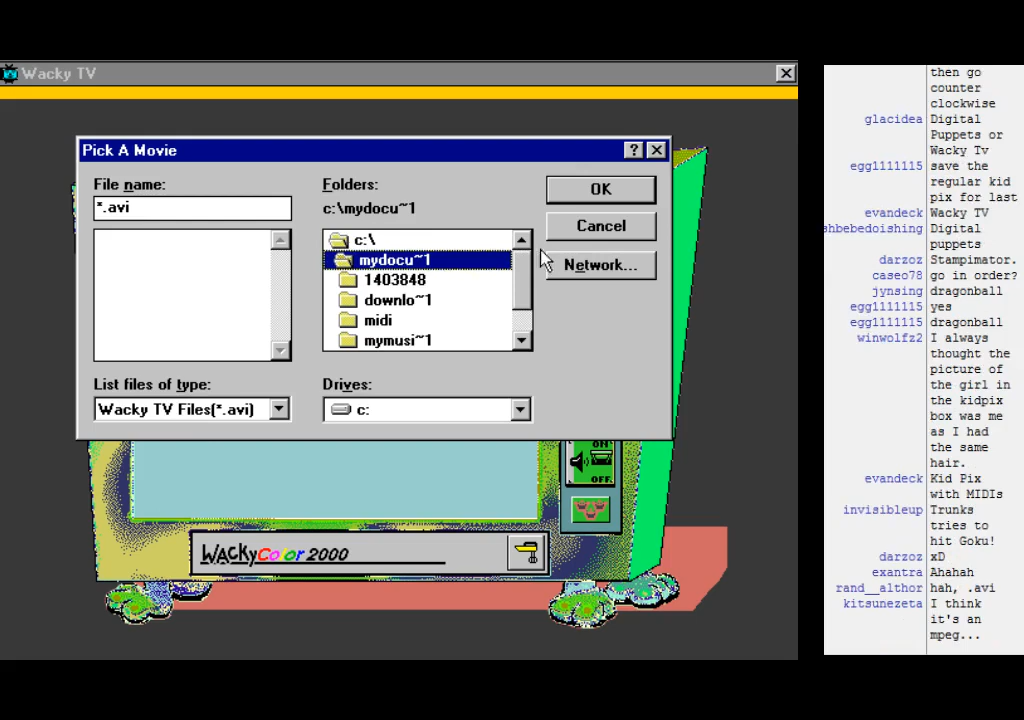 Wacky TV
Pick A Movie
File name:
*.avi
Folders:
c:\mydocu~1
c:\
mydocu~1
1403848
downlo~1
midi
mymusi~1
OK
Cancel
Network...
List files of type:
Wacky TV Files(*.avi)
Drives:
c:
ON
OFF
WACkyColor 2000
then go
counter
clockwise
glacidea Digital
Puppets or
Wacky Tv
egg1111115 save the
regular kid
pix for last
evandeck Wacky TV
shbebedoishing Digital
puppets
darzoz Stampimator.
caseo78 go in order?
jynsing dragonball
egg1111115 yes
egg1111115 dragonball
winwolfz2 I always
thought the
picture of
the girl in
the kidpix
box was me
as I had
the same
hair.
evandeck Kid Pix
with MIDIs
invisibleup Trunks
tries to
hit Goku!
darzoz xD
exantra Ahahah
rand__althor hah, .avi
kitsunezeta I think
it's an
mpeg...